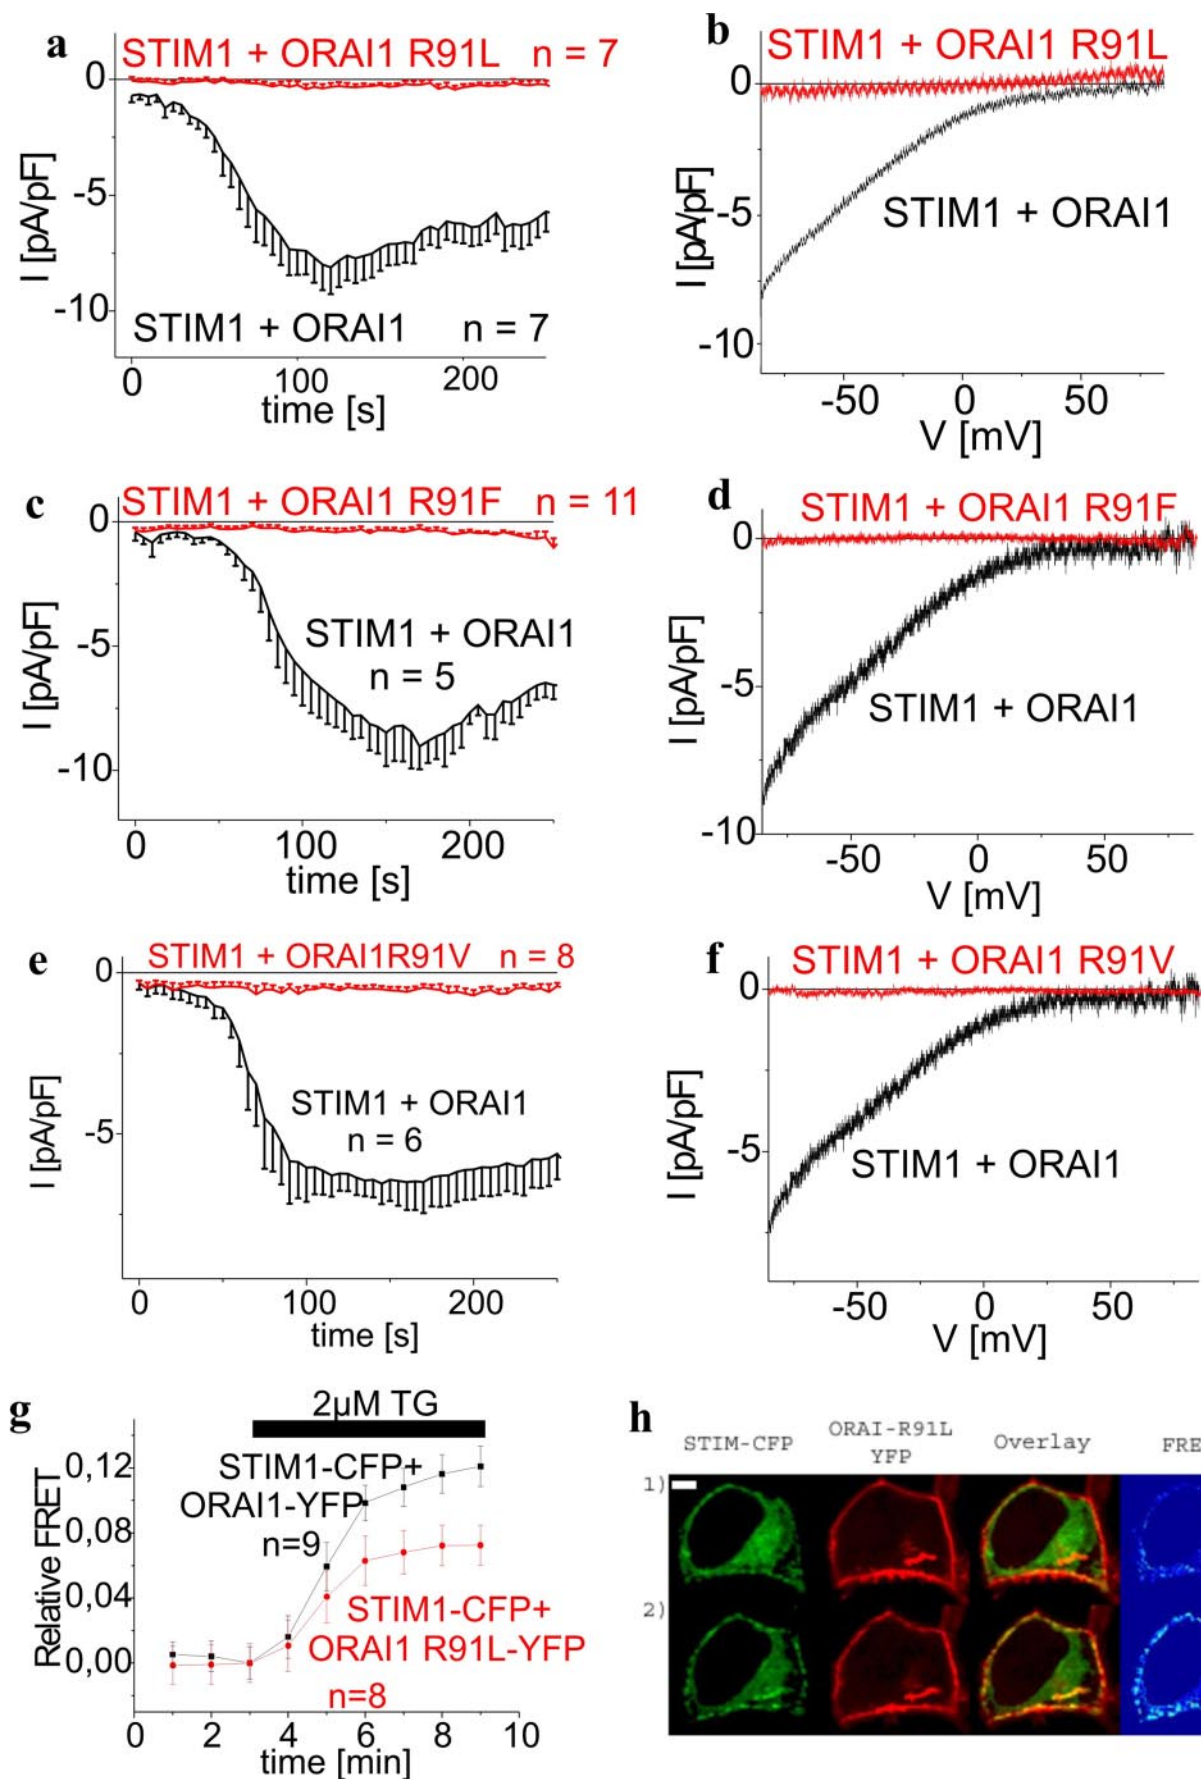 a
STIM1 + ORAI1 R91L n = 7
0
-5
-10
I [pA/pF]
STIM1 + ORAI1 n = 7
0 100 200
time [s]
b
STIM1 + ORAI1 R91L
0
-5
-10
I [pA/pF]
STIM1 + ORAI1
-50 0 50
V [mV]
c
STIM1 + ORAI1 R91F n = 11
0
-5
-10
I [pA/pF]
STIM1 + ORAI1
n = 5
0 100 200
time [s]
d
STIM1 + ORAI1 R91F
0
-5
-10
I [pA/pF]
STIM1 + ORAI1
-50 0 50
V [mV]
e
STIM1 + ORAI1R91V n = 8
0
-5
I [pA/pF]
STIM1 + ORAI1
n = 6
0 100 200
time [s]
f
STIM1 + ORAI1 R91V
0
-5
I [pA/pF]
STIM1 + ORAI1
-50 0 50
V [mV]
g
2µM TG
0,12
0,08
0,04
0,00
Relative FRET
STIM1-CFP+
ORAI1-YFP
n=9
STIM1-CFP+
ORAI1 R91L-YFP
n=8
0 2 4 6 8 10
time [min]
h
STIM-CFP
ORAI-R91L
YFP
Overlay
FRE
1)
2)